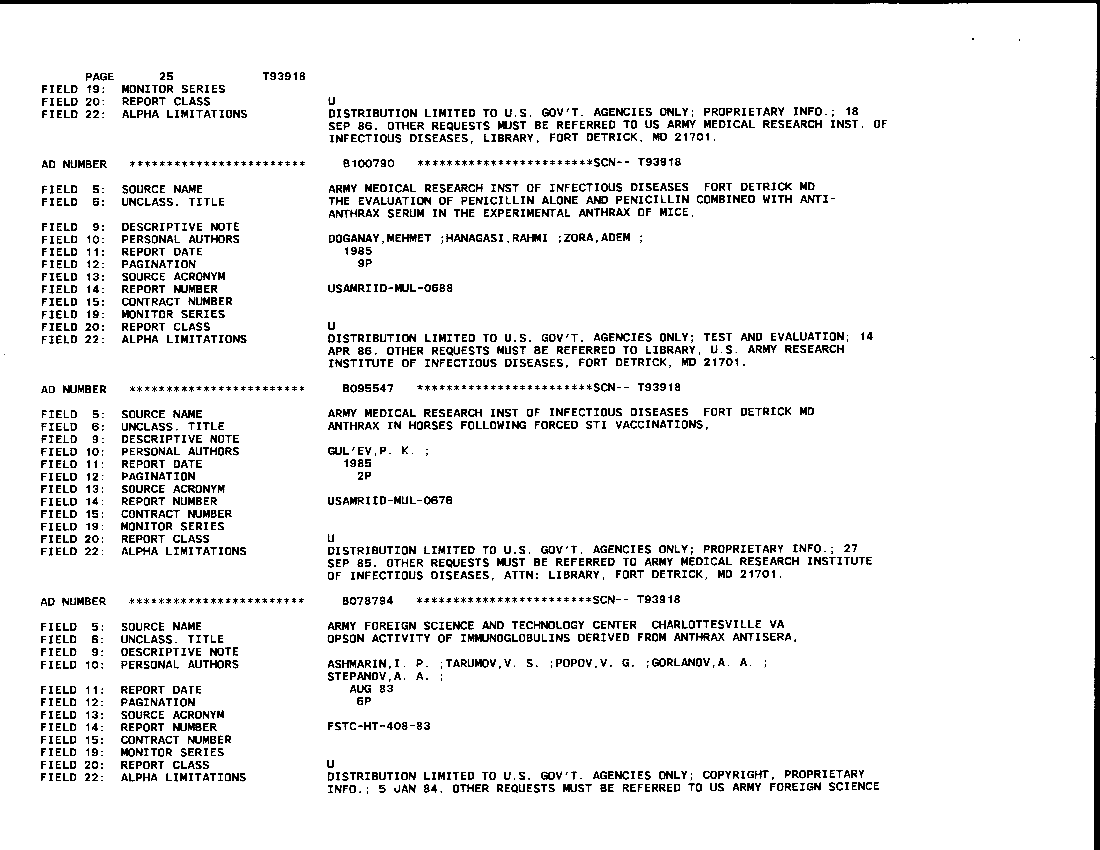 PAGE 25 T93918
FIELD 19: MONITOR SERIES
FIELD 20: REPORT CLASS U
FIELD 22: ALPHA LIMITATIONS DISTRIBUTION LIMITED TO U.S. GOV'T. AGENCIES ONLY; PROPRIETARY INFO.; 18
SEP 86. OTHER REQUESTS MUST BE REFERRED TO US ARMY MEDICAL RESEARCH INST. OF
INFECTIOUS DISEASES, LIBRARY, FORT DETRICK, MD 21701.
AD NUMBER ************************ B100790 ************************SCN-- T93918
FIELD 5: SOURCE NAME ARMY MEDICAL RESEARCH INST OF INFECTIOUS DISEASES FORT DETRICK MD
FIELD 6: UNCLASS. TITLE THE EVALUATION OF PENICILLIN ALONE AND PENICILLIN COMBINED WITH ANTI-
ANTHRAX SERUM IN THE EXPERIMENTAL ANTHRAX OF MICE,
FIELD 9: DESCRIPTIVE NOTE
FIELD 10: PERSONAL AUTHORS DOGANAY,MEHMET ;HANAGASI,RAHMI ;ZORA,ADEM ;
FIELD 11: REPORT DATE 1985
FIELD 12: PAGINATION 9P
FIELD 13: SOURCE ACRONYM
FIELD 14: REPORT NUMBER USAMRIID-MUL-0688
FIELD 15: CONTRACT NUMBER
FIELD 19: MONITOR SERIES
FIELD 20: REPORT CLASS U
FIELD 22: ALPHA LIMITATIONS DISTRIBUTION LIMITED TO U.S. GOV'T. AGENCIES ONLY; TEST AND EVALUATION; 14
APR 86. OTHER REQUESTS MUST BE REFERRED TO LIBRARY, U.S. ARMY RESEARCH
INSTITUTE OF INFECTIOUS DISEASES, FORT DETRICK, MD 21701.
AD NUMBER ************************ B095547 ************************SCN-- T93918
FIELD 5: SOURCE NAME ARMY MEDICAL RESEARCH INST OF INFECTIOUS DISEASES FORT DETRICK MD
FIELD 6: UNCLASS. TITLE ANTHRAX IN HORSES FOLLOWING FORCED STI VACCINATIONS,
FIELD 9: DESCRIPTIVE NOTE
FIELD 10: PERSONAL AUTHORS GUL'EV,P. K. ;
FIELD 11: REPORT DATE 1985
FIELD 12: PAGINATION 2P
FIELD 13: SOURCE ACRONYM
FIELD 14: REPORT NUMBER USAMRIID-MUL-0678
FIELD 15: CONTRACT NUMBER
FIELD 19: MONITOR SERIES
FIELD 20: REPORT CLASS U
FIELD 22: ALPHA LIMITATIONS DISTRIBUTION LIMITED TO U.S. GOV'T. AGENCIES ONLY; PROPRIETARY INFO.; 27
SEP 85. OTHER REQUESTS MUST BE REFERRED TO ARMY MEDICAL RESEARCH INSTITUTE
OF INFECTIOUS DISEASES, ATTN: LIBRARY, FORT DETRICK, MD 21701.
AD NUMBER ************************ B078794 ************************SCN-- T93918
FIELD 5: SOURCE NAME ARMY FOREIGN SCIENCE AND TECHNOLOGY CENTER CHARLOTTESVILLE VA
FIELD 6: UNCLASS. TITLE OPSON ACTIVITY OF IMMUNOGLOBULINS DERIVED FROM ANTHRAX ANTISERA,
FIELD 9: DESCRIPTIVE NOTE
FIELD 10: PERSONAL AUTHORS ASHMARIN,I. P. ;TARUMOV,V. S. ;POPOV,V. G. ;GORLANOV,A. A. ;
STEPANOV,A. A. ;
FIELD 11: REPORT DATE AUG 83
FIELD 12: PAGINATION 6P
FIELD 13: SOURCE ACRONYM
FIELD 14: REPORT NUMBER FSTC-HT-408-83
FIELD 15: CONTRACT NUMBER
FIELD 19: MONITOR SERIES
FIELD 20: REPORT CLASS U
FIELD 22: ALPHA LIMITATIONS DISTRIBUTION LIMITED TO U.S. GOV'T. AGENCIES ONLY; COPYRIGHT, PROPRIETARY
INFO.; 5 JAN 84. OTHER REQUESTS MUST BE REFERRED TO US ARMY FOREIGN SCIENCE